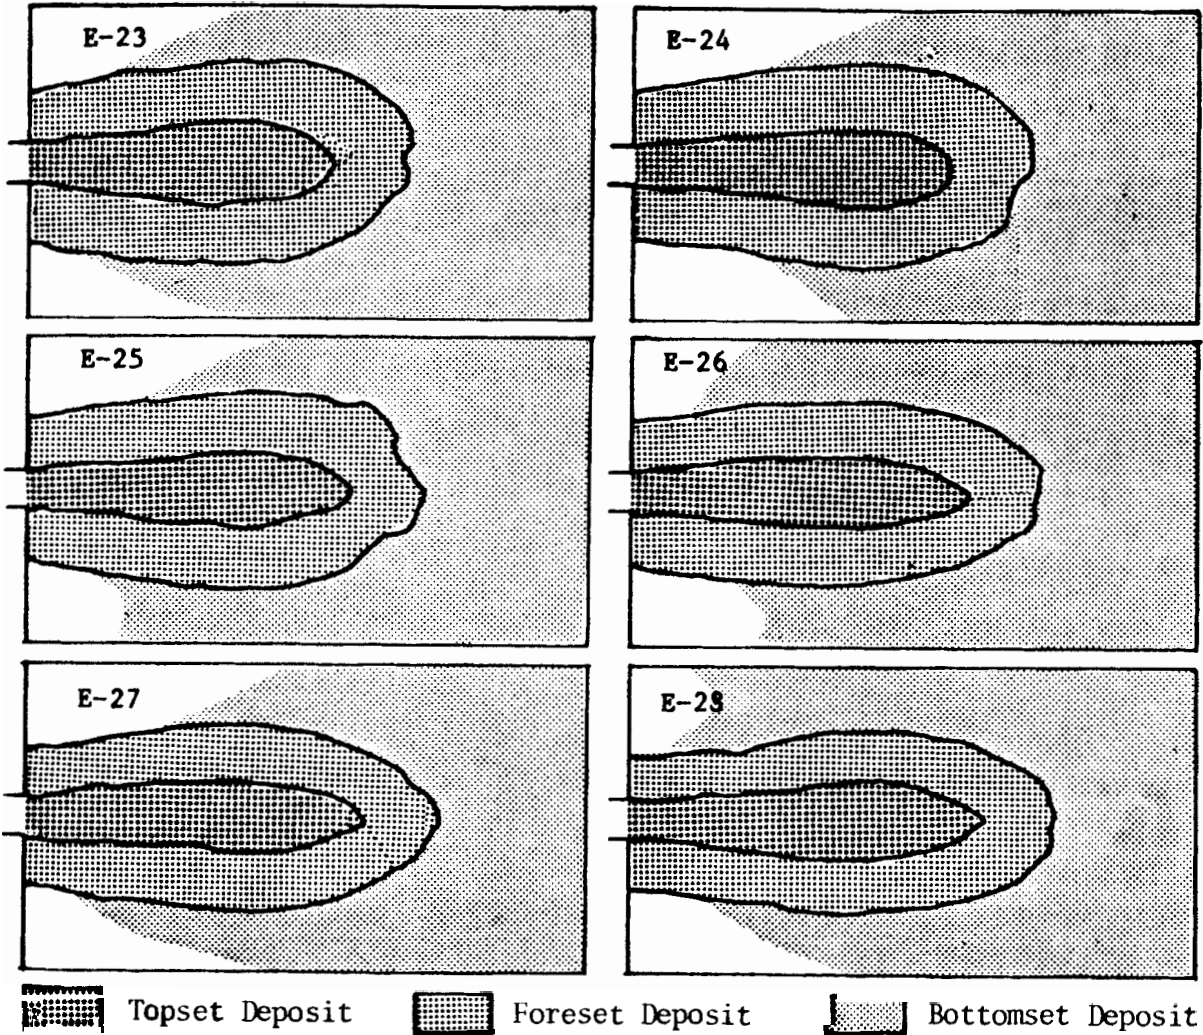 E-23
E-24
E-25
E-26
E-27
E-28
Topset Deposit
Foreset Deposit
Bottomset Deposit